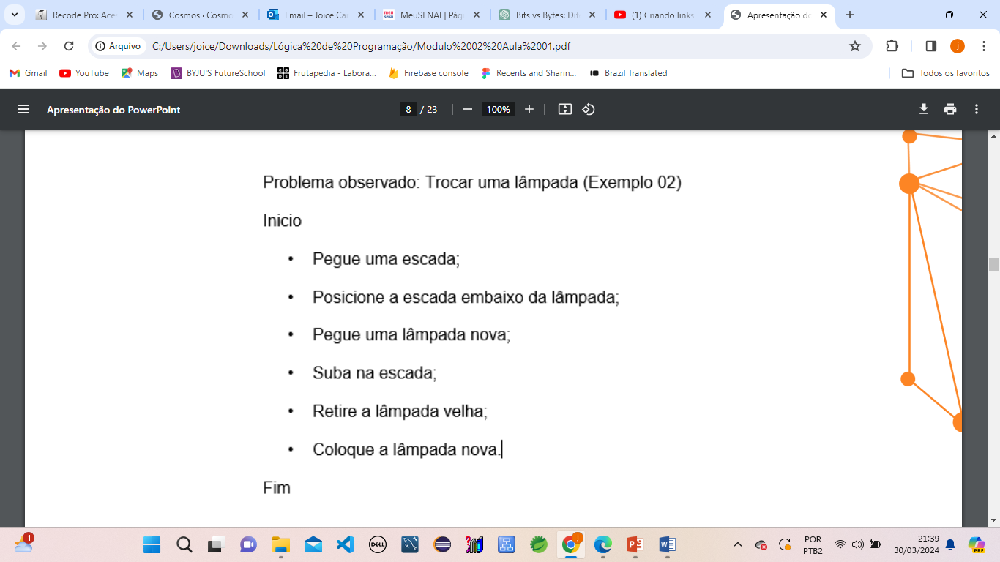 Recode Pro: Aces
Cosmos · Cosmo
Email – Joice Ca
MeuSENAI | Pág
Bits vs Bytes: Dif
(1) Criando links
Apresentação do
Arquivo
C:/Users/joice/Downloads/Lógica%20de%20Programação/Modulo%2002%20Aula%2001.pdf
j
Gmail
YouTube
Maps
BYJU'S FutureSchool
Frutapedia - Labora...
Firebase console
Recents and Sharin...
Brazil Translated
Todos os favoritos
Apresentação do PowerPoint
8 / 23
100%
Problema observado: Trocar uma lâmpada (Exemplo 02)
Inicio
• Pegue uma escada;
• Posicione a escada embaixo da lâmpada;
• Pegue uma lâmpada nova;
• Suba na escada;
• Retire a lâmpada velha;
• Coloque a lâmpada nova.
Fim
1
DELL
j
POR
PTB2
21:39
30/03/2024
PRE